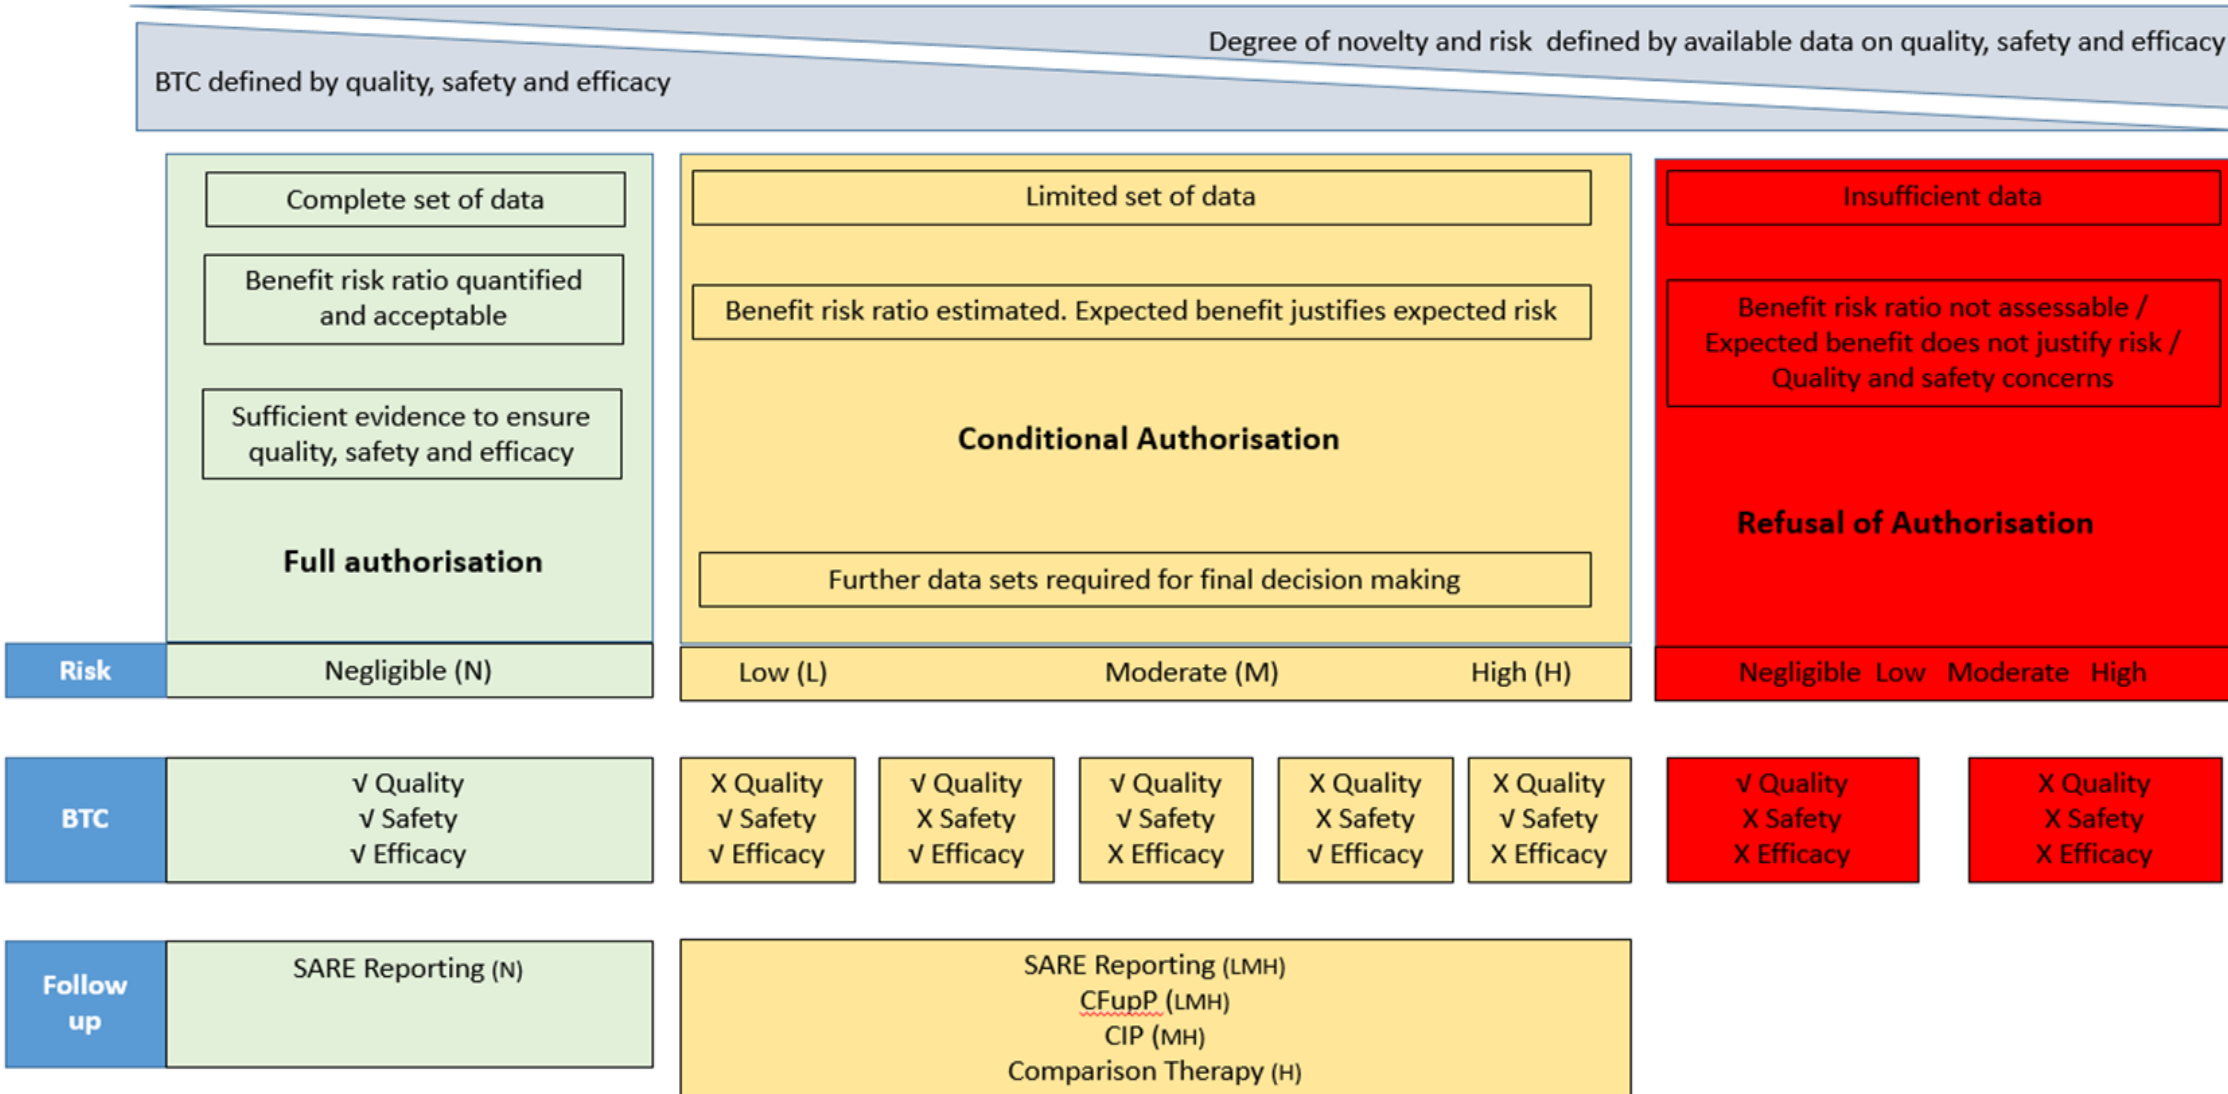 Degree of novelty and risk defined by available data on quality, safety and efficacy
BTC defined by quality, safety and efficacy
Complete set of data
Benefit risk ratio quantified
and acceptable
Sufficient evidence to ensure
quality, safety and efficacy
Full authorisation
Limited set of data
Benefit risk ratio estimated. Expected benefit justifies expected risk
Conditional Authorisation
Further data sets required for final decision making
Insufficient data
Benefit risk ratio not assessable /
Expected benefit does not justify risk /
Quality and safety concerns
Refusal of Authorisation
Risk
Negligible (N)
Low (L) Moderate (M) High (H)
Negligible Low Moderate High
BTC
√ Quality
√ Safety
√ Efficacy
X Quality
√ Safety
√ Efficacy
√ Quality
X Safety
√ Efficacy
√ Quality
√ Safety
X Efficacy
X Quality
X Safety
√ Efficacy
X Quality
√ Safety
X Efficacy
√ Quality
X Safety
X Efficacy
X Quality
X Safety
X Efficacy
Follow
up
SARE Reporting (N)
SARE Reporting (LMH)
CFupP (LMH)
CIP (MH)
Comparison Therapy (H)